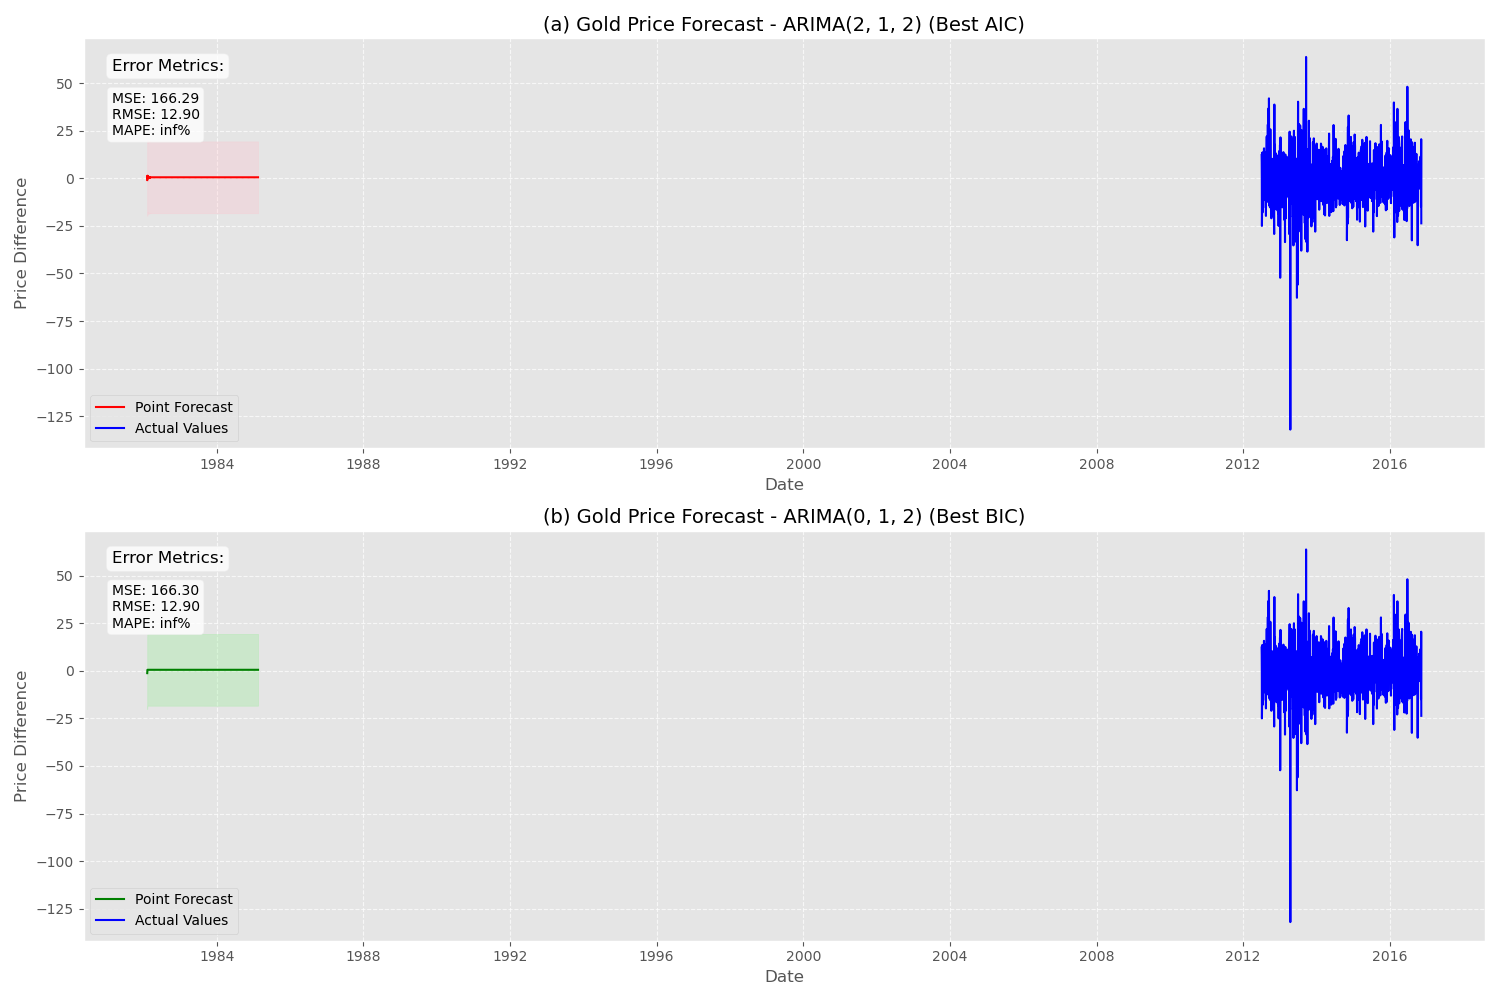 (a) Gold Price Forecast - ARIMA(2, 1, 2) (Best AIC)
Error Metrics:
MSE: 166.29
RMSE: 12.90
MAPE: inf%
50
25
0
−25
−50
−75
−100
−125
Price Difference
Point Forecast
Actual Values
1984 1988 1992 1996 2000 2004 2008 2012 2016
Date
(b) Gold Price Forecast - ARIMA(0, 1, 2) (Best BIC)
Error Metrics:
MSE: 166.30
RMSE: 12.90
MAPE: inf%
50
25
0
−25
−50
−75
−100
−125
Price Difference
Point Forecast
Actual Values
1984 1988 1992 1996 2000 2004 2008 2012 2016
Date